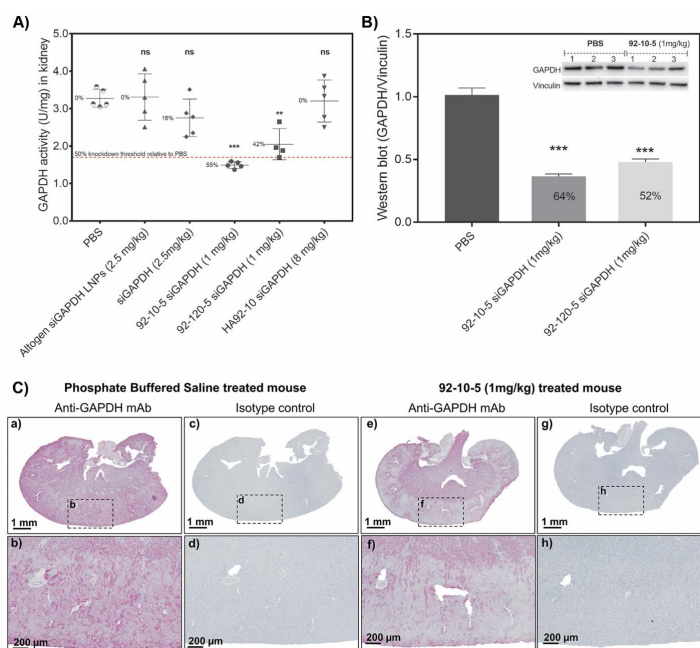 A)
GAPDH activity (U/mg) in kidney
5.0
4.0
3.0
2.0
1.0
0.0
ns
ns
ns
***
**
ns
0%
0%
16%
55%
42%
0%
50% knockdown threshold relative to PBS
PBS
Altogen siGAPDH LNPs (2.5 mg/kg)
siGAPDH (2.5mg/kg)
92-10-5 siGAPDH (1 mg/kg)
92-120-5 siGAPDH (1 mg/kg)
HA92-10 siGAPDH (8 mg/kg)
B)
Western blot (GAPDH/Vinculin)
1.5
1.0
0.5
0.0
PBS 92-10-5 (1mg/kg)
1 2 3 1 2 3
GAPDH
Vinculin
***
***
64%
52%
PBS
92-10-5 siGAPDH (1mg/kg)
92-120-5 siGAPDH (1mg/kg)
C)
Phosphate Buffered Saline treated mouse
92-10-5 (1mg/kg) treated mouse
Anti-GAPDH mAb
Isotype control
Anti-GAPDH mAb
Isotype control
a)
c)
e)
g)
b
d
f
h
1 mm
1 mm
1 mm
1 mm
b)
d)
f)
h)
200 µm
200 µm
200 µm
200 µm